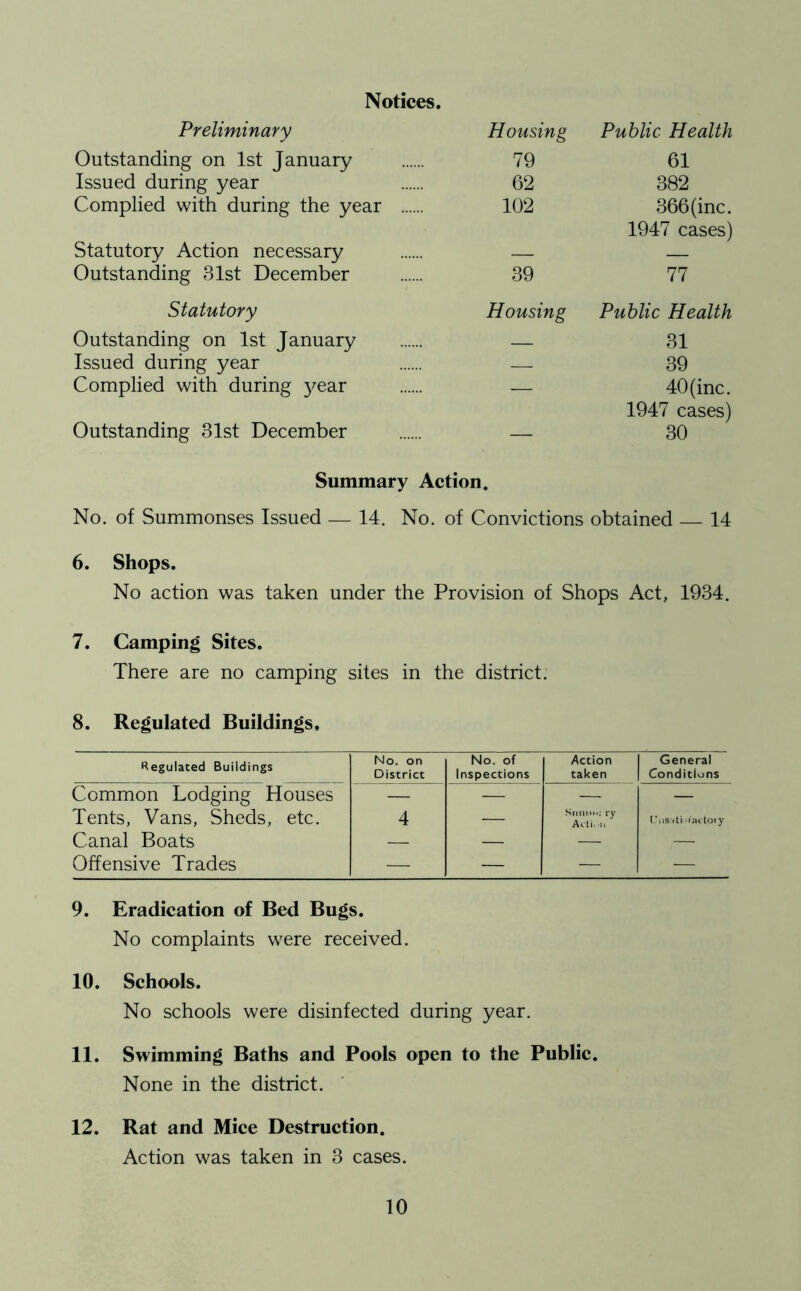 Notices.
Preliminary Housing Public Health
Outstanding on 1st January ...... 79 61
Issued during year ...... 62 382
Complied with during the year ...... 102 366(inc.
1947 cases)
Statutory Action necessary ...... — —
Outstanding 31st December ...... 39 77
Statutory Housing Public Health
Outstanding on 1st January ...... — 31
Issued during year ...... — 39
Complied with during year ...... — 40(inc.
1947 cases)
Outstanding 31st December ...... — 30
Summary Action.
No. of Summonses Issued — 14. No. of Convictions obtained — 14
6. Shops.
No action was taken under the Provision of Shops Act, 1934.
7. Camping Sites.
There are no camping sites in the district.
8. Regulated Buildings.
Regulated Buildings No. on District No. of Inspections Action taken General Conditions
Common Lodging Houses — — — —
Tents, Vans, Sheds, etc. 4 — Summary Action Unsatisfactory
Canal Boats — — — —
Offensive Trades — — — —
9. Eradication of Bed Bugs.
No complaints were received.
10. Schools.
No schools were disinfected during year.
11. Swimming Baths and Pools open to the Public.
None in the district.
12. Rat and Mice Destruction.
Action was taken in 3 cases.
10